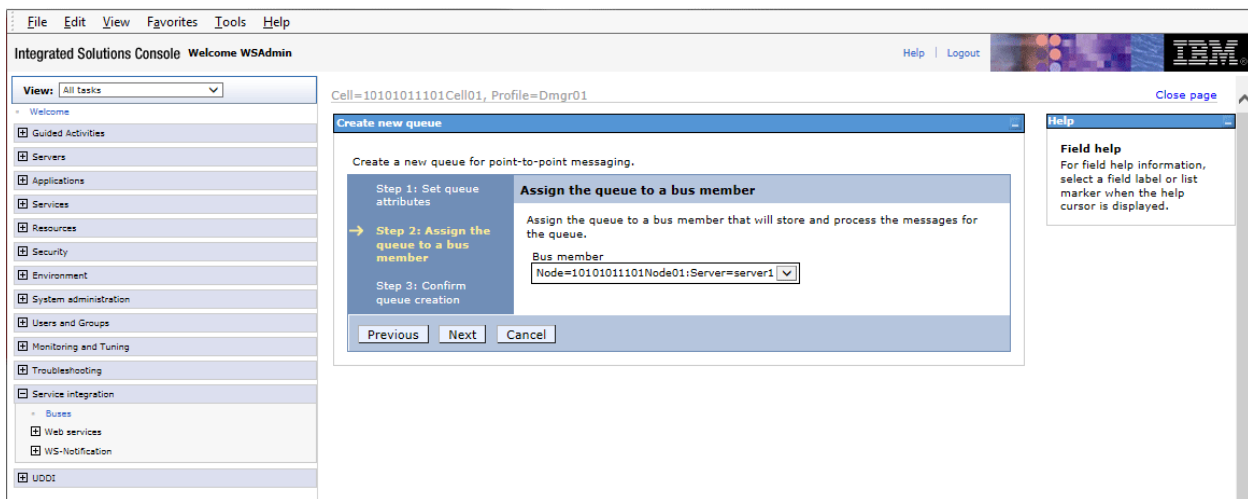 File Edit View Favorites Tools Help
Integrated Solutions Console Welcome WSAdmin
Help | Logout
IBM®
View: All tasks
Welcome
Guided Activities
Servers
Applications
Services
Resources
Security
Environment
System administration
Users and Groups
Monitoring and Tuning
Troubleshooting
Service integration
Buses
Web services
WS-Notification
UDDI
Cell=10101011101Cell01, Profile=Dmgr01
Close page
Create new queue
Create a new queue for point-to-point messaging.
Step 1: Set queue
attributes
Step 2: Assign the
queue to a bus
member
Step 3: Confirm
queue creation
Assign the queue to a bus member
Assign the queue to a bus member that will store and process the messages for
the queue.
Bus member
Node=10101011101Node01:Server=server1
Previous Next Cancel
Help
Field help
For field help information,
select a field label or list
marker when the help
cursor is displayed.